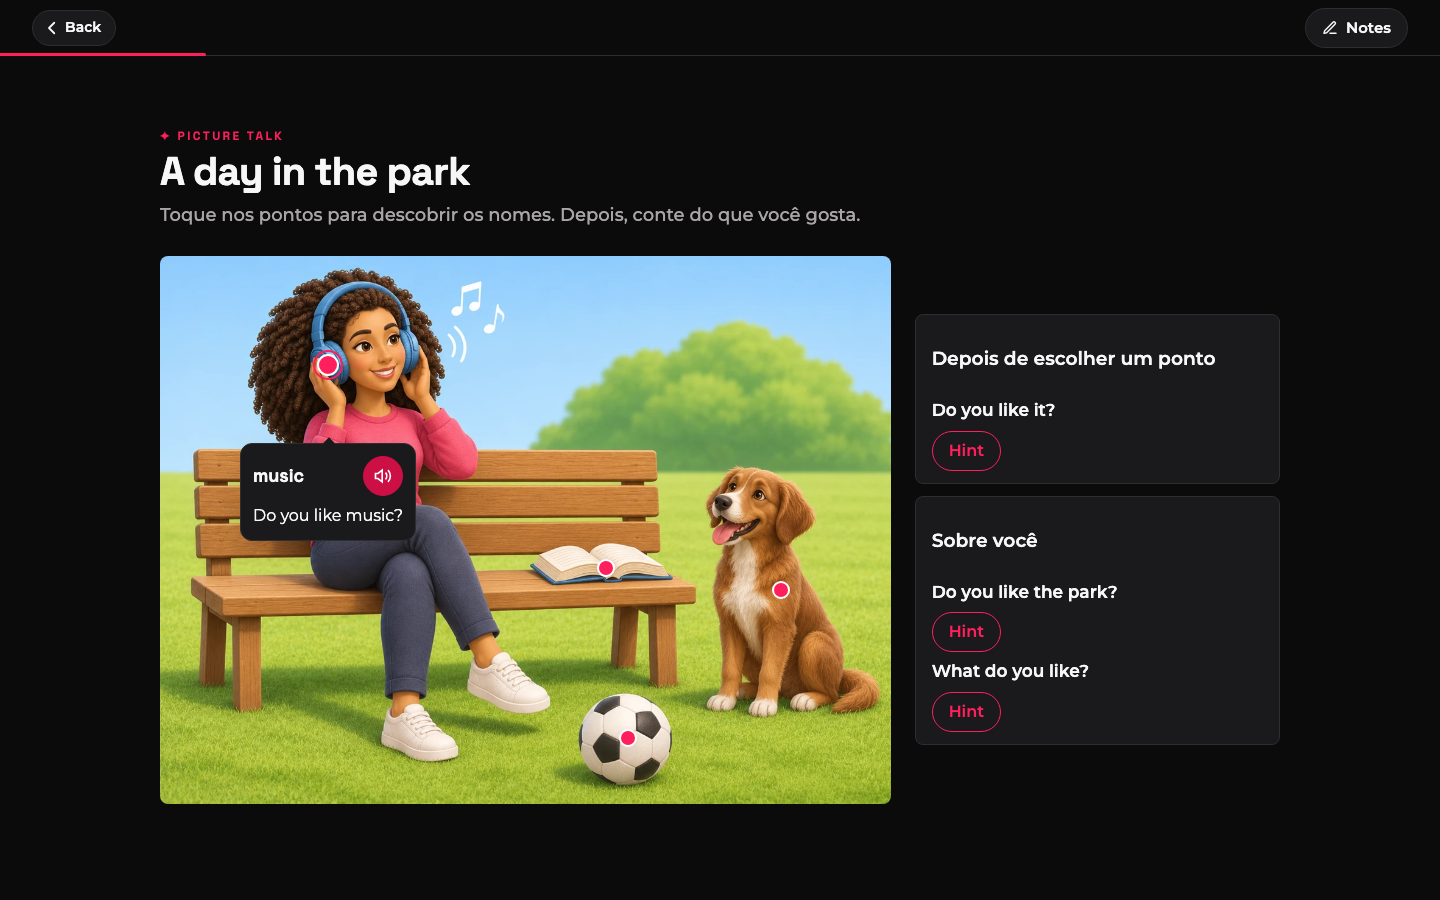 Back
Notes
PICTURE TALK
A day in the park
Toque nos pontos para descobrir os nomes. Depois, conte do que você gosta.
music
Do you like music?
Depois de escolher um ponto
Do you like it?
Hint
Sobre você
Do you like the park?
Hint
What do you like?
Hint